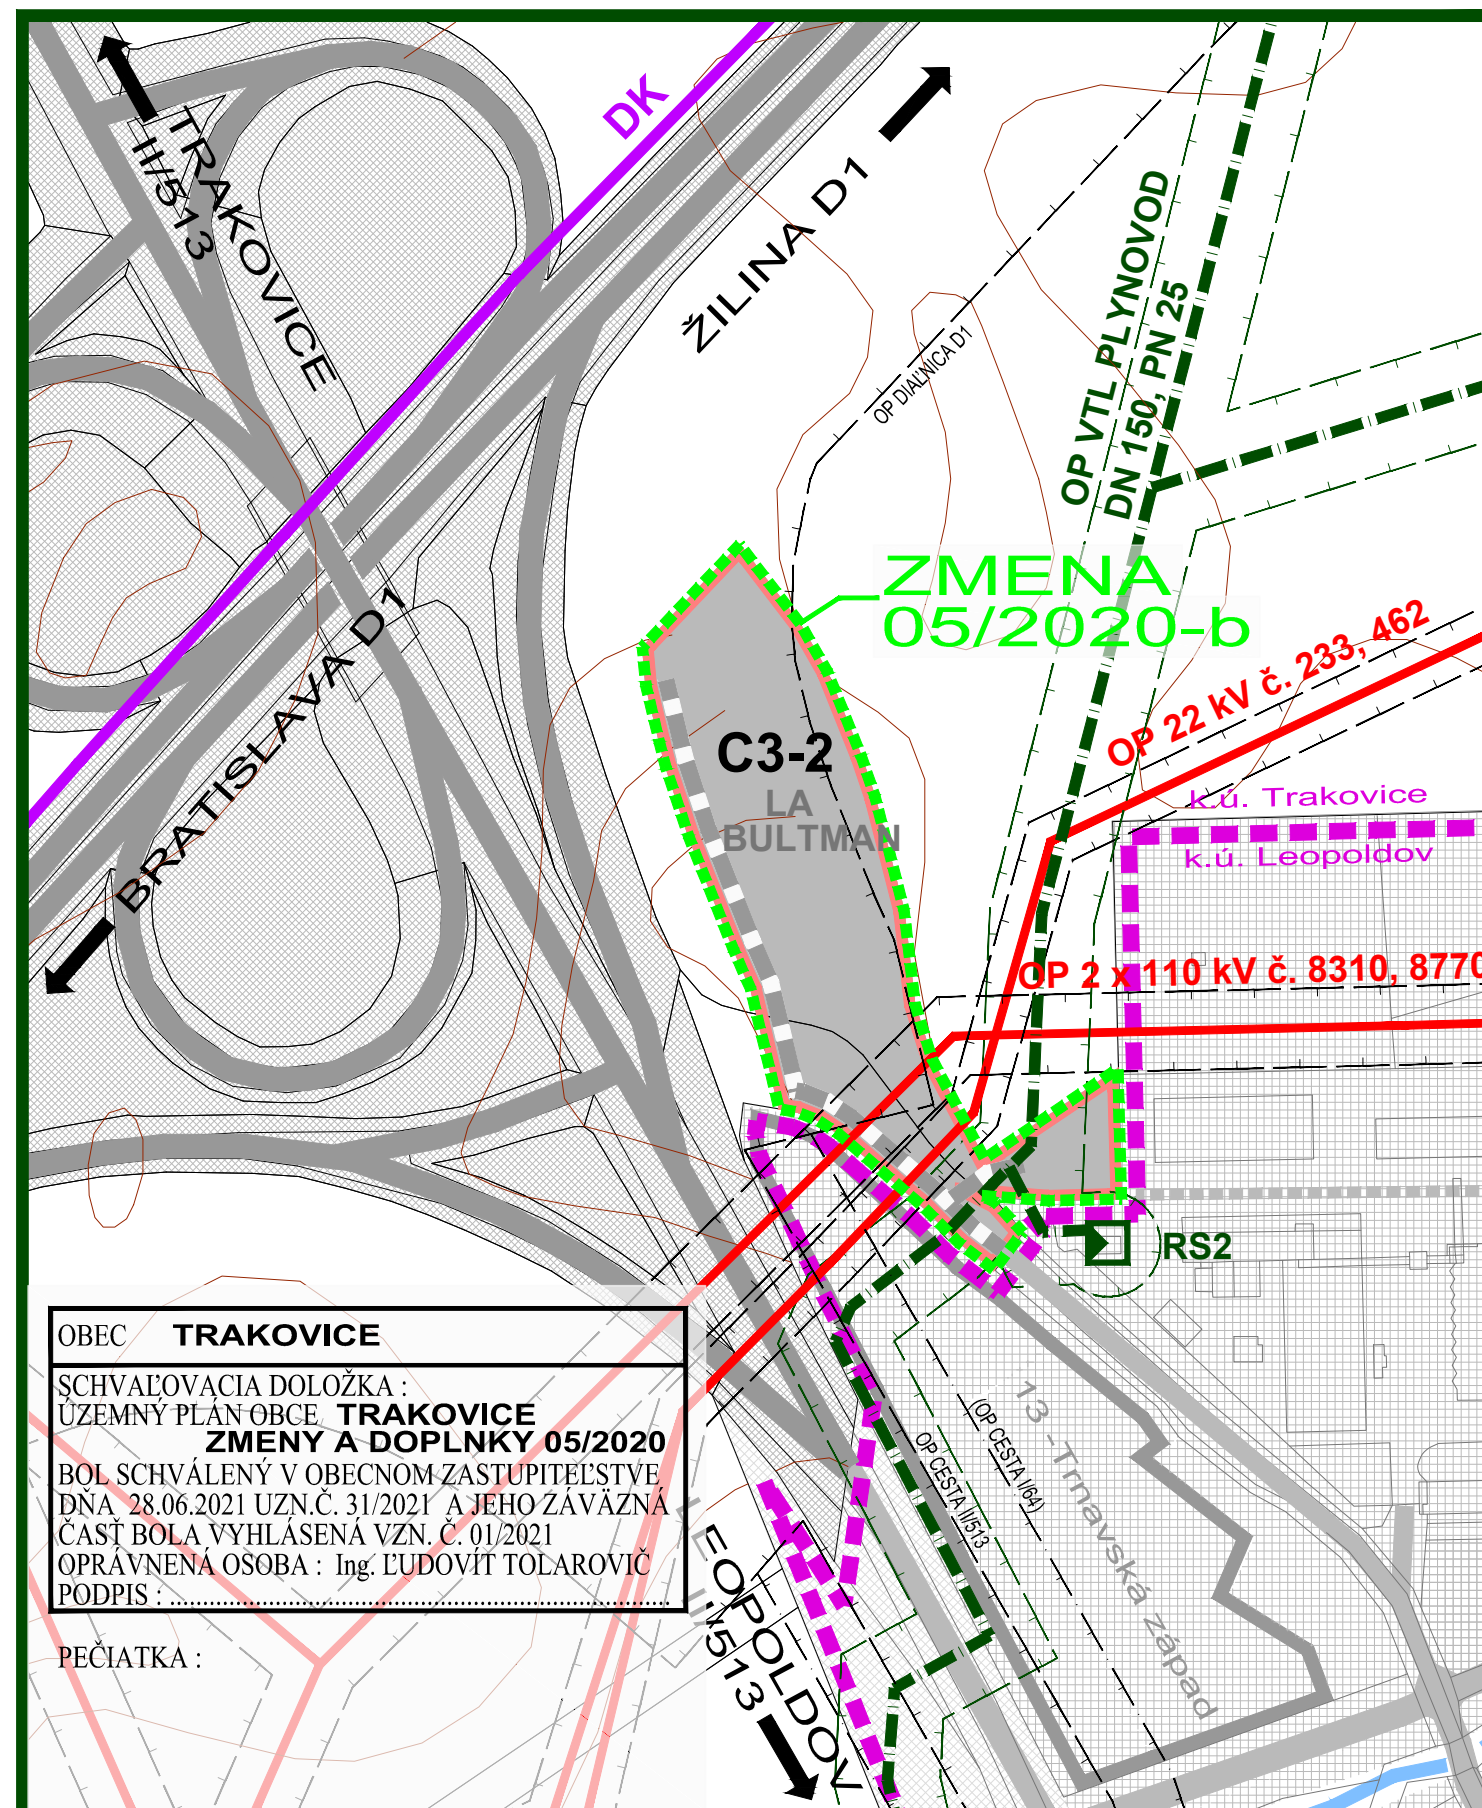 TRAKOVICE
II/513
DK
ŽILINA D1
OP DIAĽNICA D1
OP VTL PLYNOVOD
DN 150, PN 25
ZMENA
05/2020-b
BRATISLAVA D1
OP 22 kV č. 233, 462
C3-2
LA
BULTMAN
k.ú. Trakovice
k.ú. Leopoldov
OP 2 x 110 kV č. 8310, 8770
RS2
OBEC TRAKOVICE
SCHVAĽOVACIA DOLOŽKA :
ÚZEMNÝ PLÁN OBCE TRAKOVICE
ZMENY A DOPLNKY 05/2020
BOL SCHVÁLENÝ V OBECNOM ZASTUPITEĽSTVE
DŇA 28.06.2021 UZN.Č. 31/2021 A JEHO ZÁVÄZNÁ
ČASŤ BOLA VYHLÁSENÁ VZN. Č. 01/2021
OPRÁVNENÁ OSOBA : Ing. ĽUDOVÍT TOLAROVIČ
PODPIS : ................................................................................
PEČIATKA :
OP CESTA II/513
(OP CESTA I/64)
13 -Trnavská západ
LEOPOLDOV
II/513